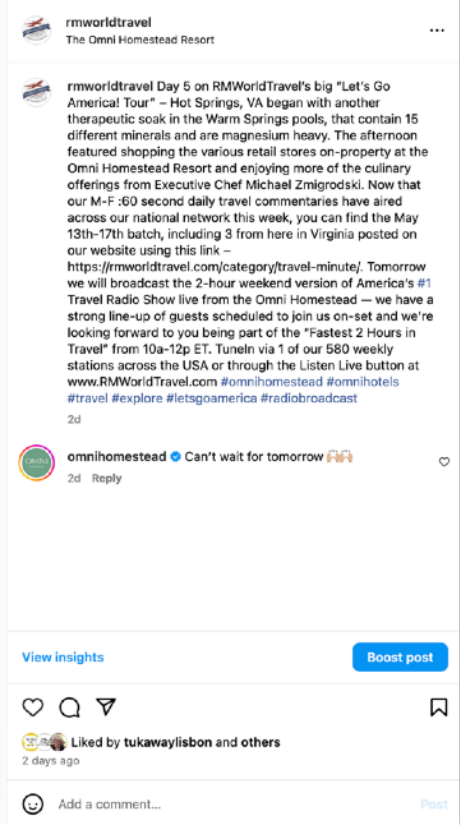 rmworldtravel
The Omni Homestead Resort
rmworldtravel Day 5 on RMWorldTravel's big "Let's Go
America! Tour" – Hot Springs, VA began with another
therapeutic soak in the Warm Springs pools, that contain 15
different minerals and are magnesium heavy. The afternoon
featured shopping the various retail stores on-property at the
Omni Homestead Resort and enjoying more of the culinary
offerings from Executive Chef Michael Zmigrodski. Now that
our M-F :60 second daily travel commentaries have aired
across our national network this week, you can find the May
13th-17th batch, including 3 from here in Virginia posted on
our website using this link –
https://rmworldtravel.com/category/travel-minute/. Tomorrow
we will broadcast the 2-hour weekend version of America's #1
Travel Radio Show live from the Omni Homestead — we have a
strong line-up of guests scheduled to join us on-set and we're
looking forward to you being part of the "Fastest 2 Hours in
Travel" from 10a-12p ET. TuneIn via 1 of our 580 weekly
stations across the USA or through the Listen Live button at
www.RMWorldTravel.com #omnihomestead #omnihotels
#travel #explore #letsgoamerica #radiobroadcast
2d
OMNI
omnihomestead Can't wait for tomorrow 🙌🏼
2d Reply
View insights
Boost post
Liked by tukawaylisbon and others
2 days ago
Add a comment...
Post